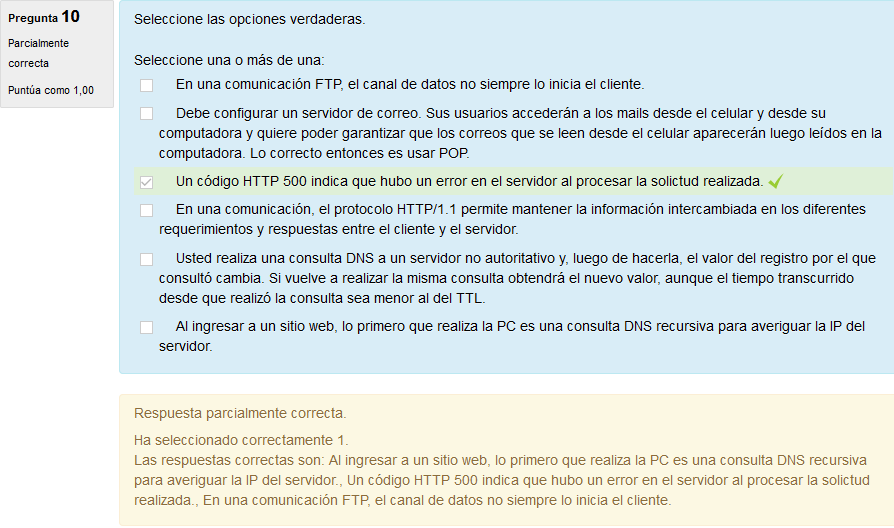 Pregunta 10
Parcialmente
correcta
Puntúa como 1,00
Seleccione las opciones verdaderas.
Seleccione una o más de una:
En una comunicación FTP, el canal de datos no siempre lo inicia el cliente.
Debe configurar un servidor de correo. Sus usuarios accederán a los mails desde el celular y desde su
computadora y quiere poder garantizar que los correos que se leen desde el celular aparecerán luego leídos en la
computadora. Lo correcto entonces es usar POP.
Un código HTTP 500 indica que hubo un error en el servidor al procesar la solictud realizada.
En una comunicación, el protocolo HTTP/1.1 permite mantener la información intercambiada en los diferentes
requerimientos y respuestas entre el cliente y el servidor.
Usted realiza una consulta DNS a un servidor no autoritativo y, luego de hacerla, el valor del registro por el que
consultó cambia. Si vuelve a realizar la misma consulta obtendrá el nuevo valor, aunque el tiempo transcurrido
desde que realizó la consulta sea menor al del TTL.
Al ingresar a un sitio web, lo primero que realiza la PC es una consulta DNS recursiva para averiguar la IP del
servidor.
Respuesta parcialmente correcta.
Ha seleccionado correctamente 1.
Las respuestas correctas son: Al ingresar a un sitio web, lo primero que realiza la PC es una consulta DNS recursiva
para averiguar la IP del servidor., Un código HTTP 500 indica que hubo un error en el servidor al procesar la solictud
realizada., En una comunicación FTP, el canal de datos no siempre lo inicia el cliente.